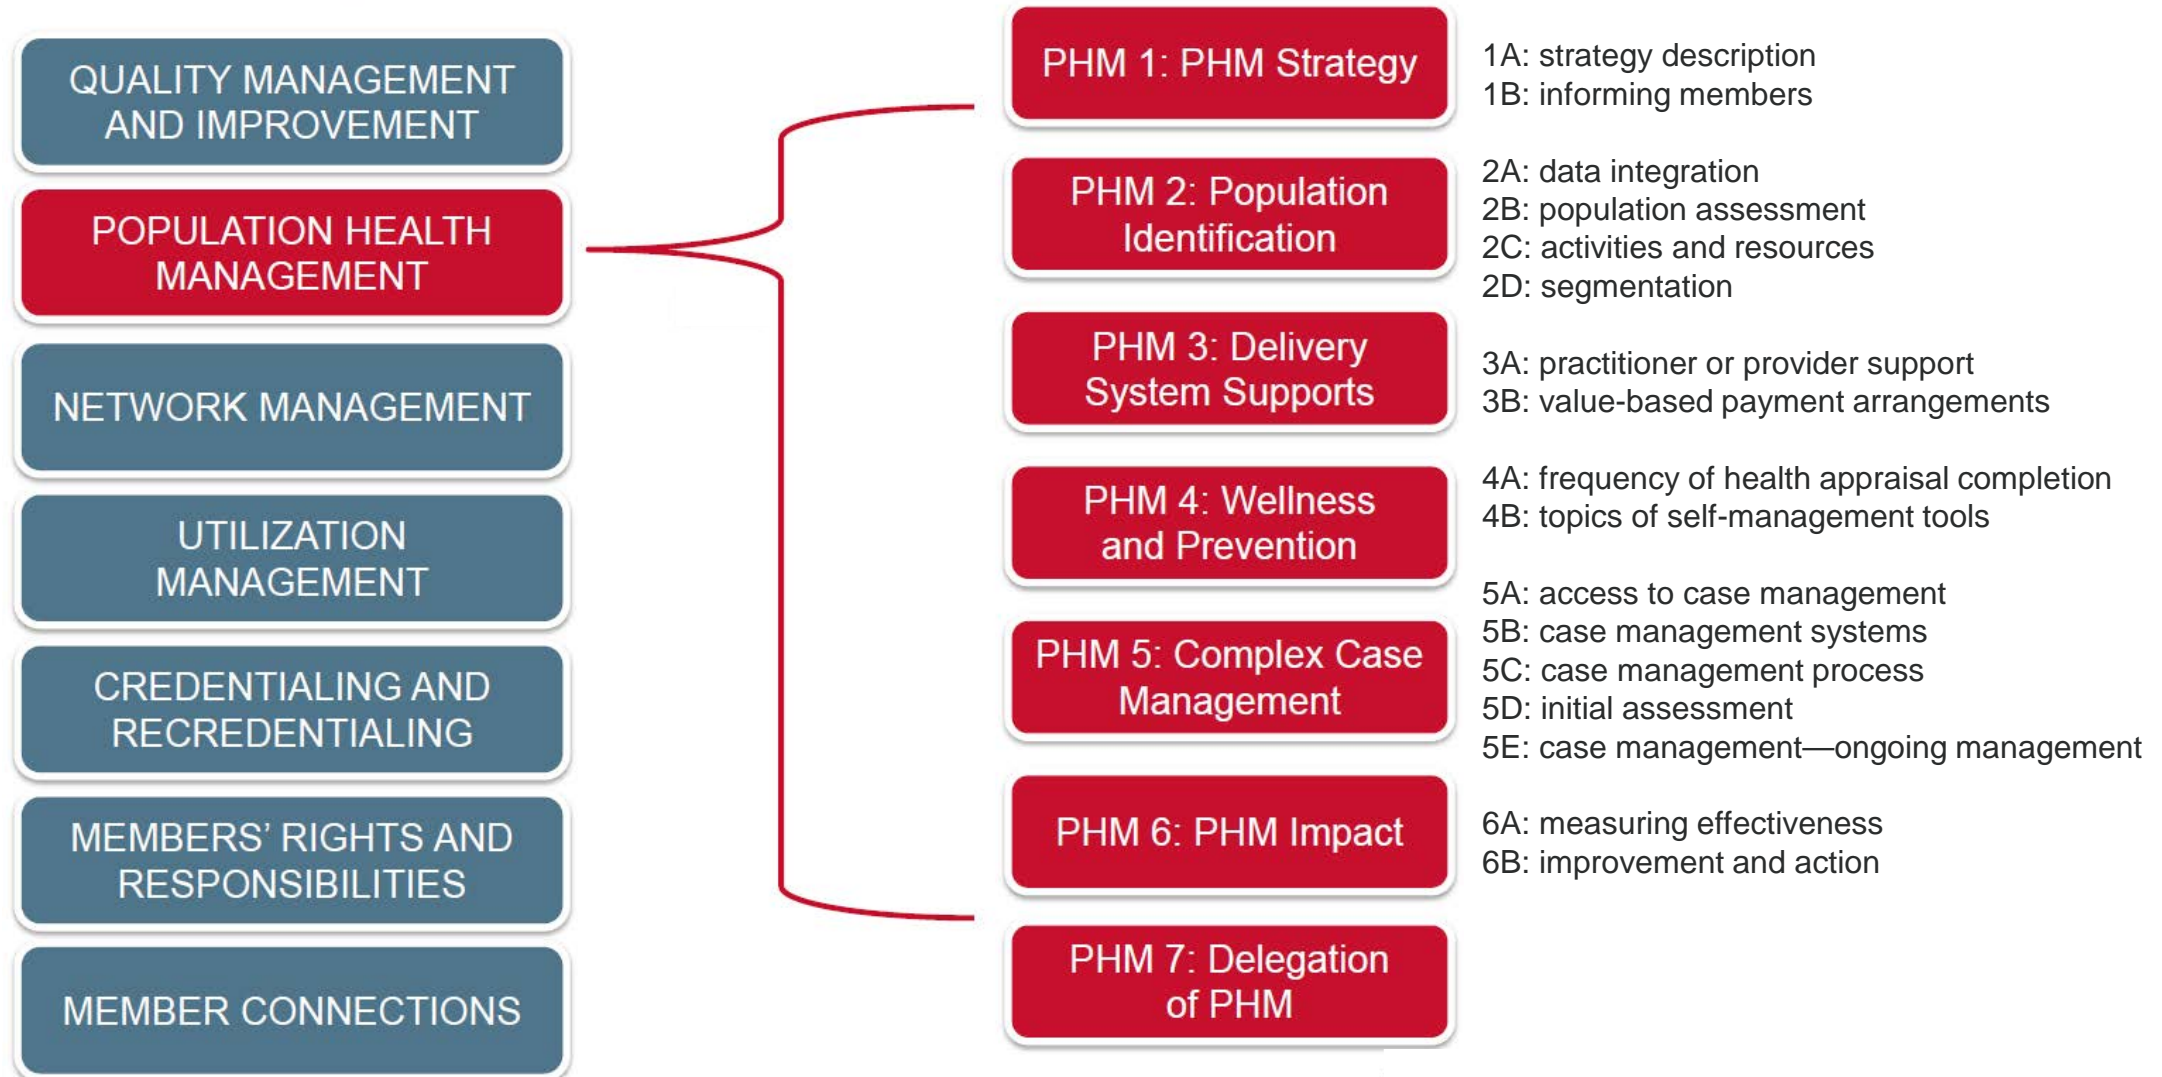 QUALITY MANAGEMENT
AND IMPROVEMENT
POPULATION HEALTH
MANAGEMENT
NETWORK MANAGEMENT
UTILIZATION
MANAGEMENT
CREDENTIALING AND
RECREDENTIALING
MEMBERS’ RIGHTS AND
RESPONSIBILITIES
MEMBER CONNECTIONS
PHM 1: PHM Strategy
1A: strategy description
1B: informing members
PHM 2: Population
Identification
2A: data integration
2B: population assessment
2C: activities and resources
2D: segmentation
PHM 3: Delivery
System Supports
3A: practitioner or provider support
3B: value-based payment arrangements
PHM 4: Wellness
and Prevention
4A: frequency of health appraisal completion
4B: topics of self-management tools
PHM 5: Complex Case
Management
5A: access to case management
5B: case management systems
5C: case management process
5D: initial assessment
5E: case management—ongoing management
PHM 6: PHM Impact
6A: measuring effectiveness
6B: improvement and action
PHM 7: Delegation
of PHM